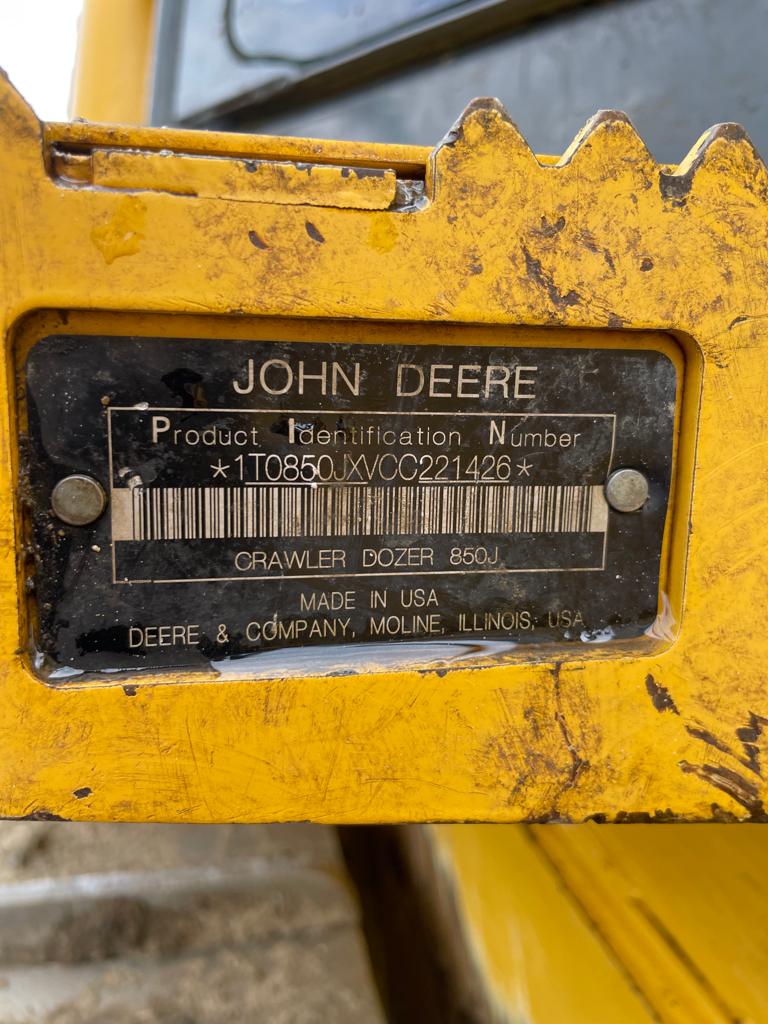 JOHN DEERE
Product Identification Number
*1T0850JXVCC221426*
CRAWLER DOZER 850J
MADE IN USA
DEERE & COMPANY, MOLINE, ILLINOIS, USA